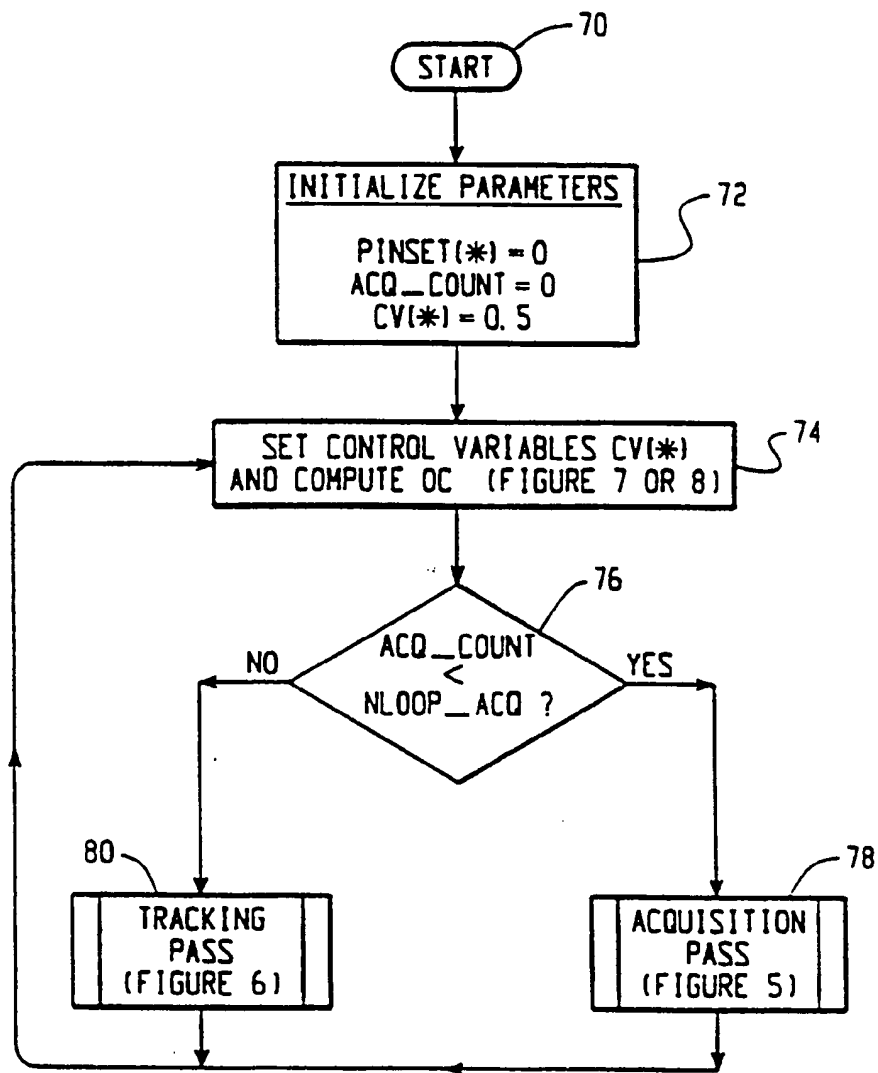 70
START
INITIALIZE PARAMETERS
72
PINSET(*) = 0
ACQ_COUNT = 0
CV(*) = 0.5
74
SET CONTROL VARIABLES CV(*)
AND COMPUTE OC (FIGURE 7 OR 8)
76
ACQ_COUNT
<
NLOOP_ACQ ?
NO
YES
80
TRACKING
PASS
(FIGURE 6)
78
ACQUISITION
PASS
(FIGURE 5)